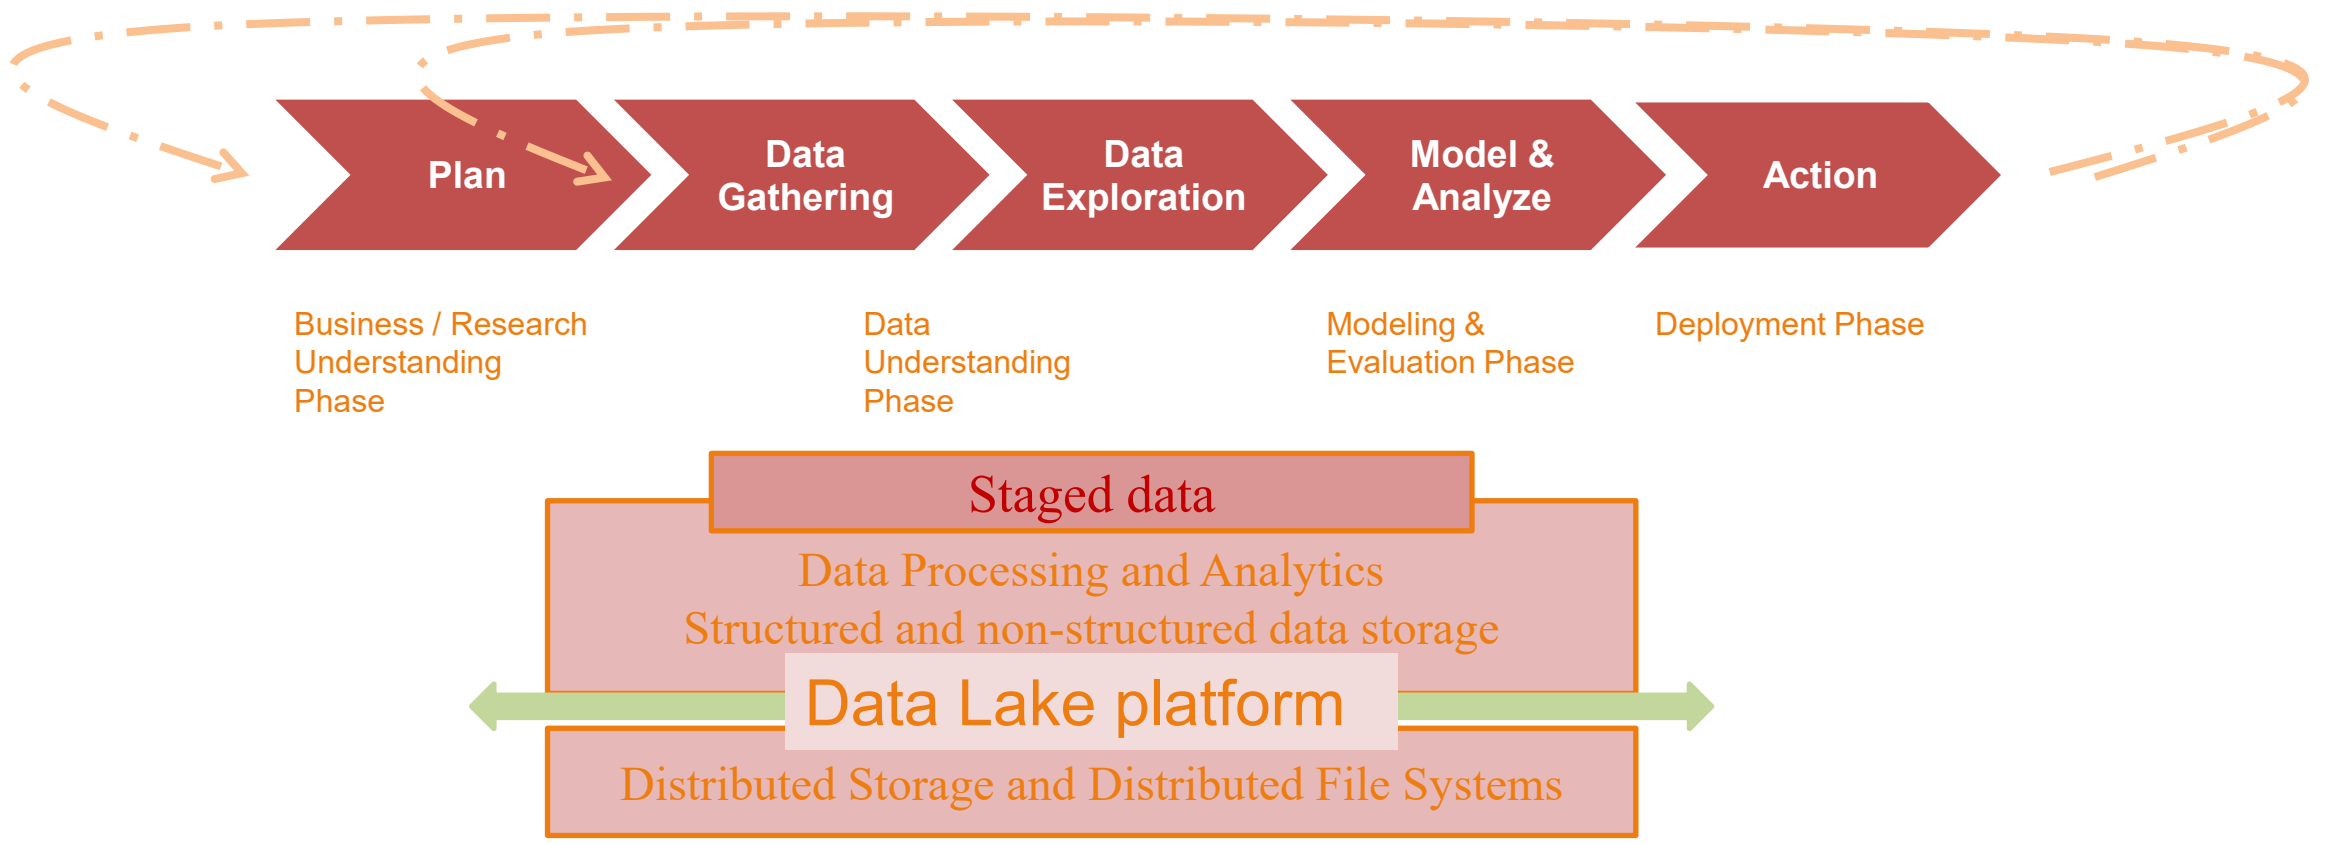 Plan
Data
Gathering
Data
Exploration
Model &
Analyze
Action
Business / Research
Understanding
Phase
Data
Understanding
Phase
Modeling &
Evaluation Phase
Deployment Phase
Staged data
Data Processing and Analytics
Structured and non-structured data storage
Data Lake platform
Distributed Storage and Distributed File Systems